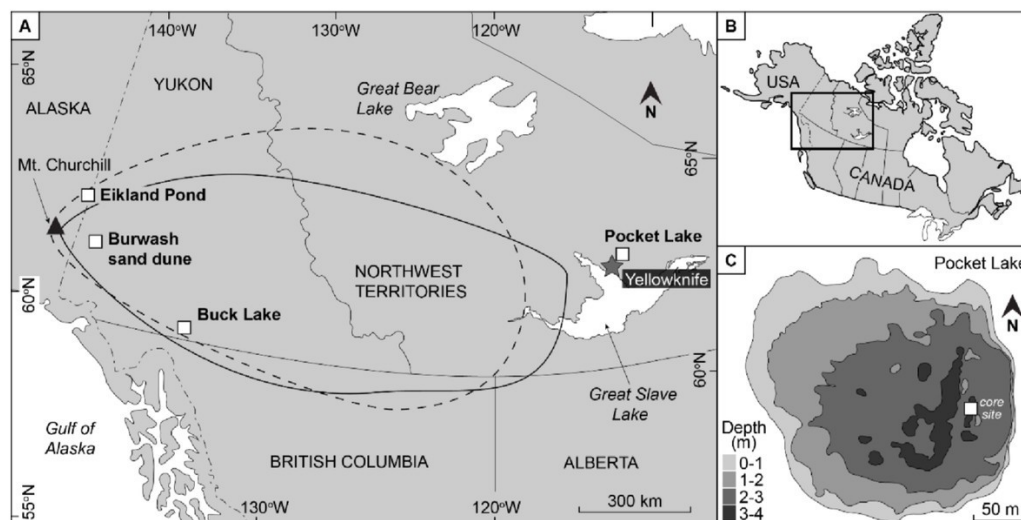 A
140°W
130°W
120°W
65°N
YUKON
ALASKA
Great Bear
Lake
N
Mt. Churchill
65°N
Eikland Pond
Burwash
sand dune
Pocket Lake
Yellowknife
NORTHWEST
TERRITORIES
60°N
Buck Lake
60°N
Great Slave
Lake
Gulf of
Alaska
BRITISH COLUMBIA
ALBERTA
55°N
130°W
120°W
300 km
B
USA
CANADA
C
Pocket Lake
N
core
site
Depth
(m)
0-1
1-2
2-3
3-4
50 m